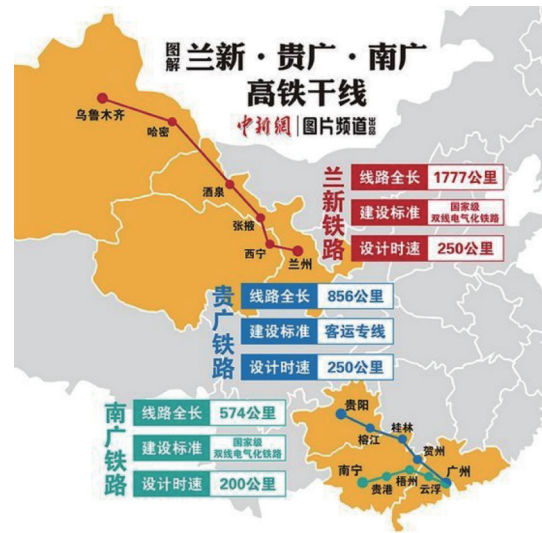 图解 兰新·贵广·南广
高铁干线
中新網 图片频道 出品
乌鲁木齐
哈密
酒泉
张掖
西宁
兰州
兰新铁路
线路全长 1777公里
建设标准 国家级双线电气化铁路
设计时速 250公里
贵广铁路
线路全长 856公里
建设标准 客运专线
设计时速 250公里
南广铁路
线路全长 574公里
建设标准 国家级双线电气化铁路
设计时速 200公里
贵阳
榕江
桂林
贺州
广州
南宁
贵港
梧州
云浮